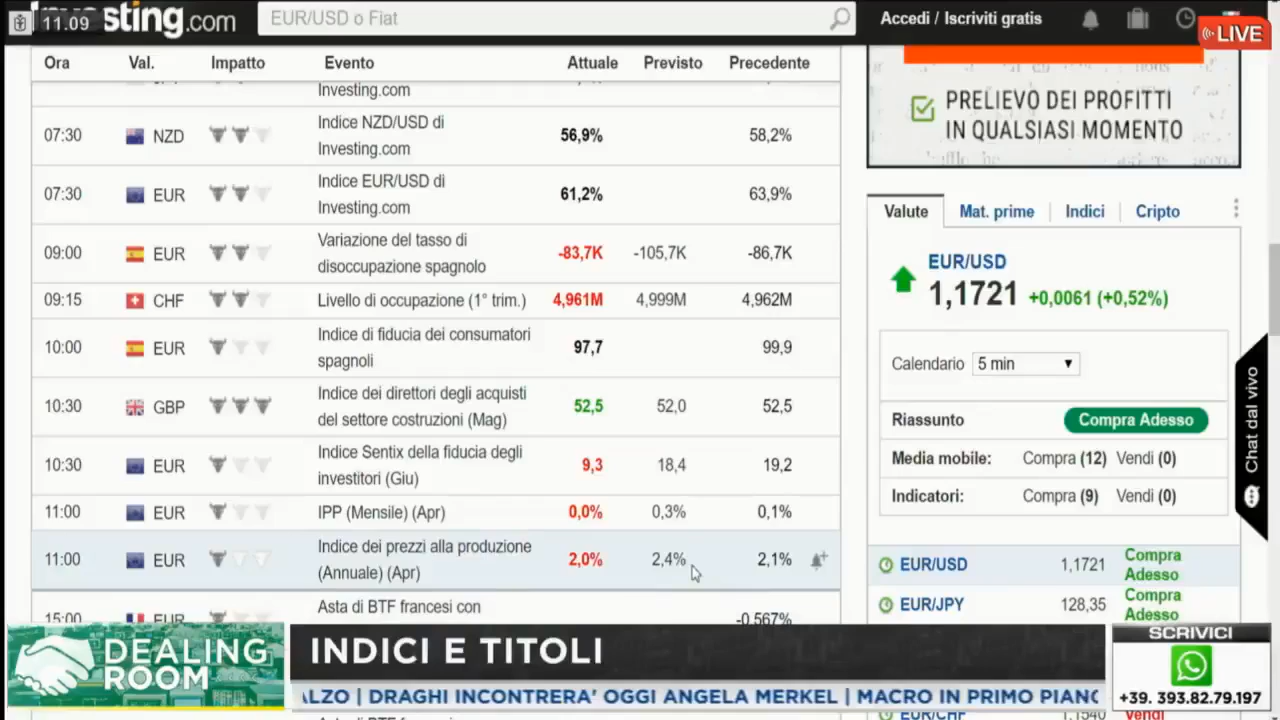 11.09
investing.com
EUR/USD o Fiat
Accedi / Iscriviti gratis
LIVE
Ora Val. Impatto Evento Attuale Previsto Precedente
Investing.com
07:30 NZD Indice NZD/USD di
Investing.com 56,9% 58,2%
07:30 EUR Indice EUR/USD di
Investing.com 61,2% 63,9%
09:00 EUR Variazione del tasso di
disoccupazione spagnolo -83,7K -105,7K -86,7K
09:15 CHF Livello di occupazione (1° trim.) 4,961M 4,999M 4,962M
10:00 EUR Indice di fiducia dei consumatori
spagnoli 97,7 99,9
10:30 GBP Indice dei direttori degli acquisti
del settore costruzioni (Mag) 52,5 52,0 52,5
10:30 EUR Indice Sentix della fiducia degli
investitori (Giu) 9,3 18,4 19,2
11:00 EUR IPP (Mensile) (Apr) 0,0% 0,3% 0,1%
11:00 EUR Indice dei prezzi alla produzione
(Annuale) (Apr) 2,0% 2,4% 2,1%
15:00 EUR Asta di BTF francesi con
-0,567%
PRELIEVO DEI PROFITTI
IN QUALSIASI MOMENTO
Valute Mat. prime Indici Cripto
EUR/USD
1,1721 +0,0061 (+0,52%)
Calendario 5 min
Riassunto Compra Adesso
Media mobile: Compra (12) Vendi (0)
Indicatori: Compra (9) Vendi (0)
EUR/USD 1,1721 Compra
Adesso
EUR/JPY 128,35 Compra
Adesso
EUR/CHF 1,1540 Vendi
Chat dal vivo
DEALING
ROOM
INDICI E TITOLI
ALZO | DRAGHI INCONTRERA' OGGI ANGELA MERKEL | MACRO IN PRIMO PIANO
SCRIVICI
+39. 393.82.79.197